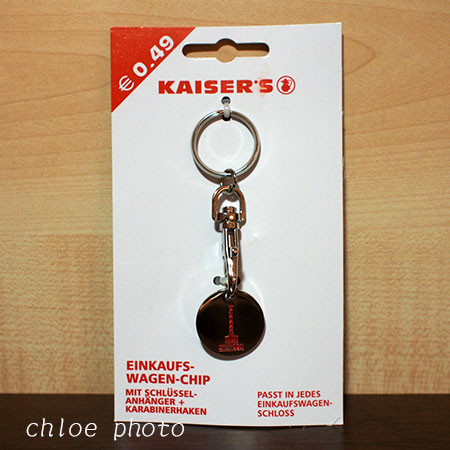 € 0.49
KAISER'S
EINKAUFS-
WAGEN-CHIP
MIT SCHLÜSSEL-
ANHÄNGER +
KARABINERHAKEN
PASST IN JEDES
EINKAUFSWAGEN-
SCHLOSS
chloe photo